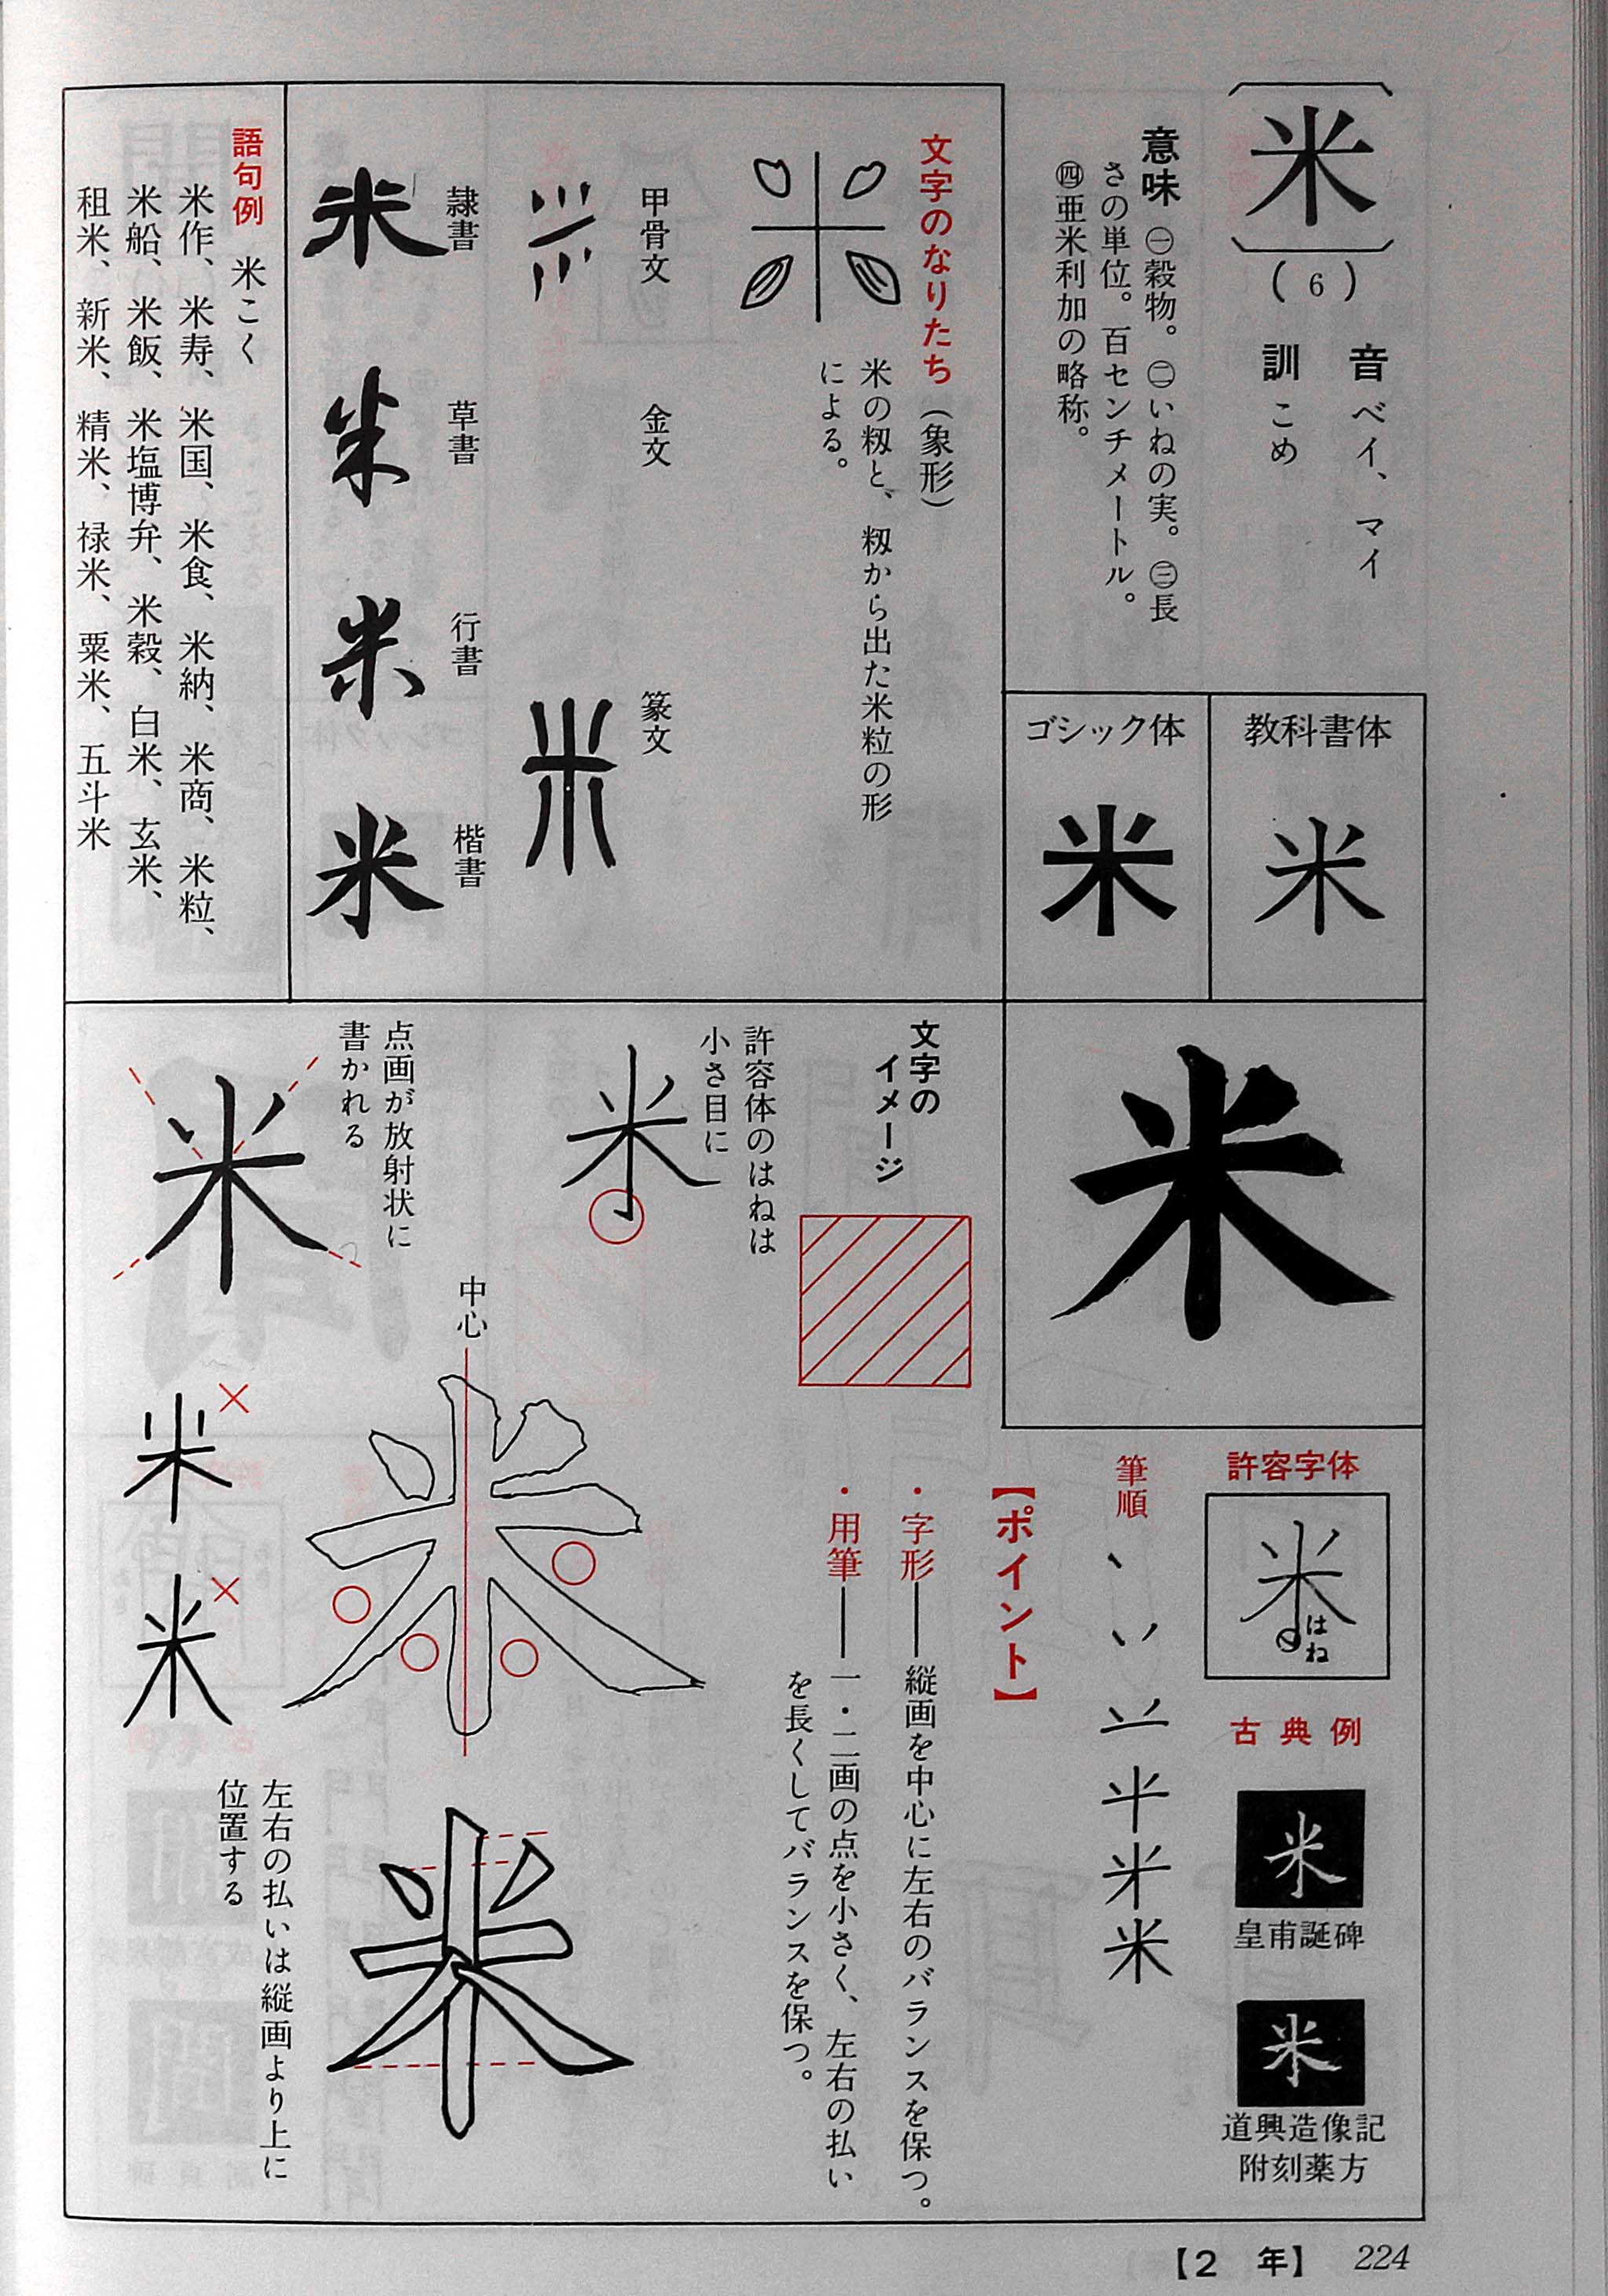 米
(6)
音 ベイ、マイ
訓 こめ
意味 ㊀穀物。㊁いねの実。㊂長
さの単位。百センチメートル。
㊃亜米利加の略称。
教科書体
米
ゴシック体
米
文字のなりたち（象形）
米の籾と、籾から出た米粒の形
による。
甲骨文
金文
篆文
米
隷書
米
草書
米
行書
米
楷書
米
語句例 米こく
米作、米寿、米国、米食、米納、米商、米粒、
米船、米飯、米塩博弁、米穀、白米、玄米、
租米、新米、精米、禄米、粟米、五斗米
米
許容字体
米
はね
古典例
米
皇甫誕碑
米
道興造像記
附刻薬方
筆順
米
【ポイント】
・字形──縦画を中心に左右のバランスを保つ。
・用筆──一・二画の点を小さく、左右の払い
を長くしてバランスを保つ。
文字の
イメージ
許容体のはねは
小さ目に
米
点画が放射状に
書かれる
米
中心
米
米
米
米
左右の払いは縦画より上に
位置する
【2 年】 224